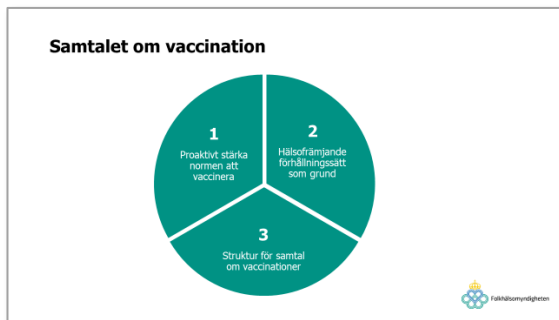 Samtalet om vaccination
1
Proaktivt stärka
normen att
vaccinera
2
Hälsofrämjande
förhållningssätt
som grund
3
Struktur för samtal
om vaccinationer
Folkhälsomyndigheten